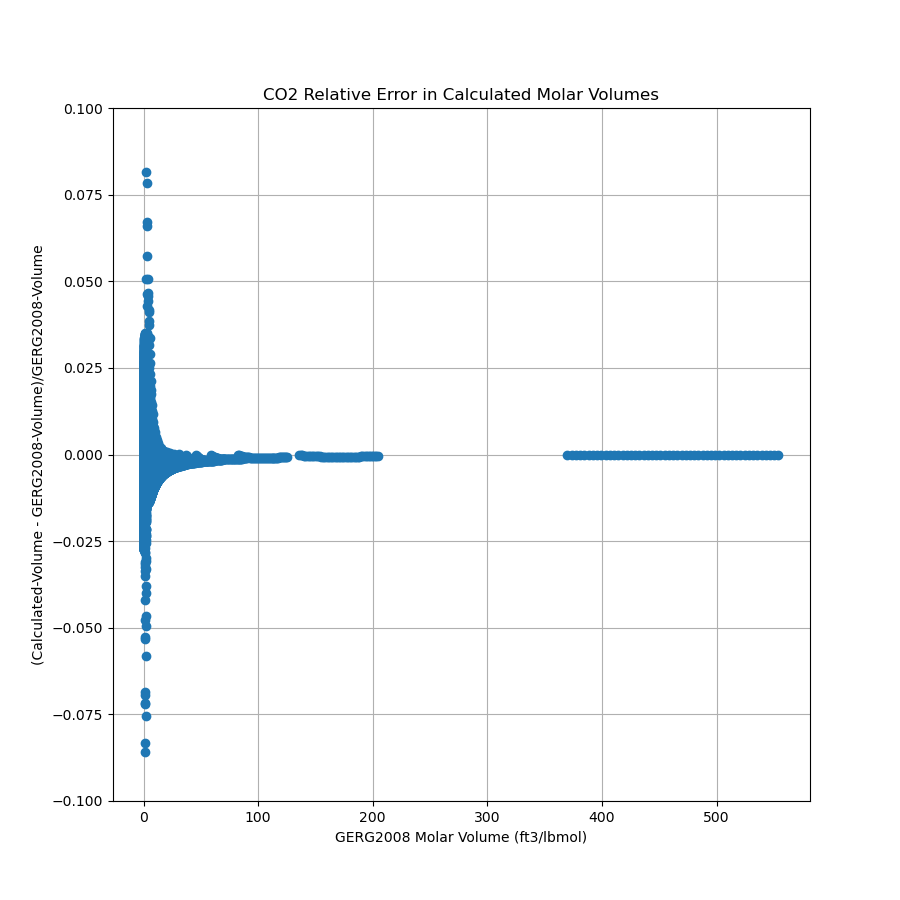 CO2 Relative Error in Calculated Molar Volumes
(Calculated-Volume - GERG2008-Volume)/GERG2008-Volume
0.100
0.075
0.050
0.025
0.000
−0.025
−0.050
−0.075
−0.100
0 100 200 300 400 500
GERG2008 Molar Volume (ft3/lbmol)